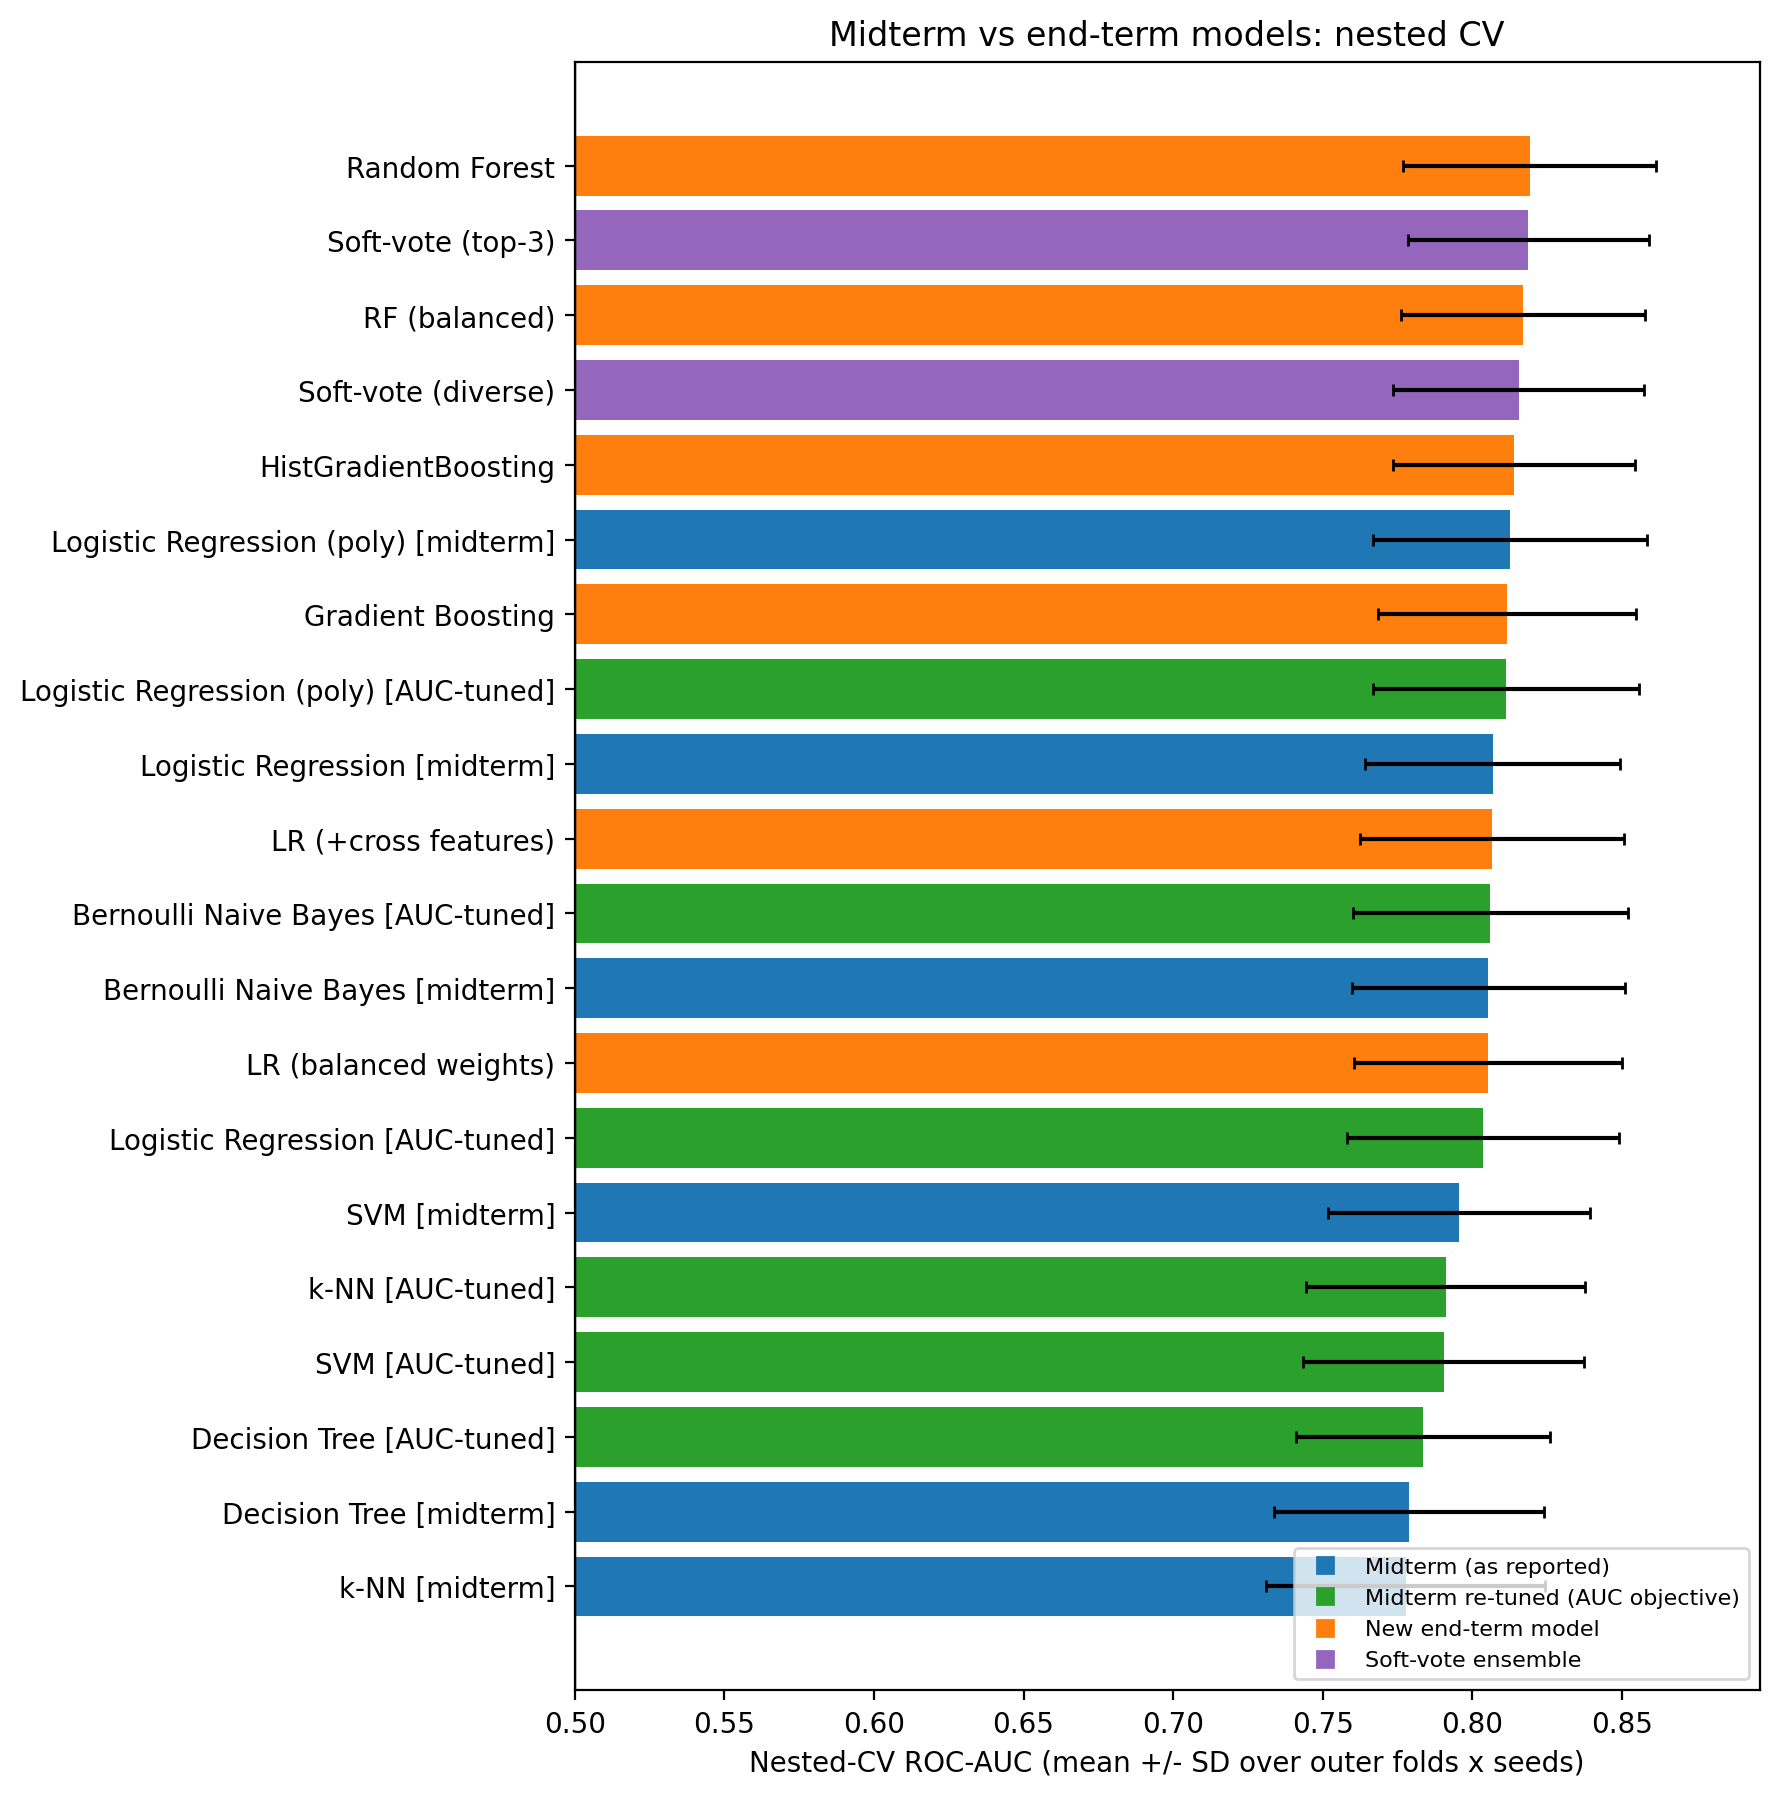 Midterm vs end-term models: nested CV
Random Forest
Soft-vote (top-3)
RF (balanced)
Soft-vote (diverse)
HistGradientBoosting
Logistic Regression (poly) [midterm]
Gradient Boosting
Logistic Regression (poly) [AUC-tuned]
Logistic Regression [midterm]
LR (+cross features)
Bernoulli Naive Bayes [AUC-tuned]
Bernoulli Naive Bayes [midterm]
LR (balanced weights)
Logistic Regression [AUC-tuned]
SVM [midterm]
k-NN [AUC-tuned]
SVM [AUC-tuned]
Decision Tree [AUC-tuned]
Decision Tree [midterm]
k-NN [midterm]
Midterm (as reported)
Midterm re-tuned (AUC objective)
New end-term model
Soft-vote ensemble
0.50 0.55 0.60 0.65 0.70 0.75 0.80 0.85
Nested-CV ROC-AUC (mean +/- SD over outer folds x seeds)